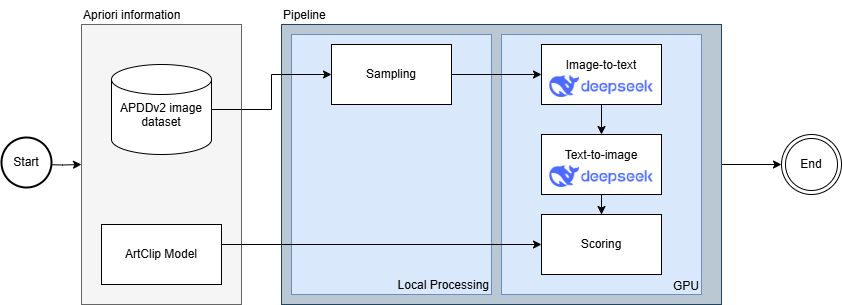 Apriori information
Pipeline
Sampling
Image-to-text
deepseek
APDDv2 image
dataset
Start
Text-to-image
deepseek
End
ArtClip Model
Scoring
Local Processing
GPU